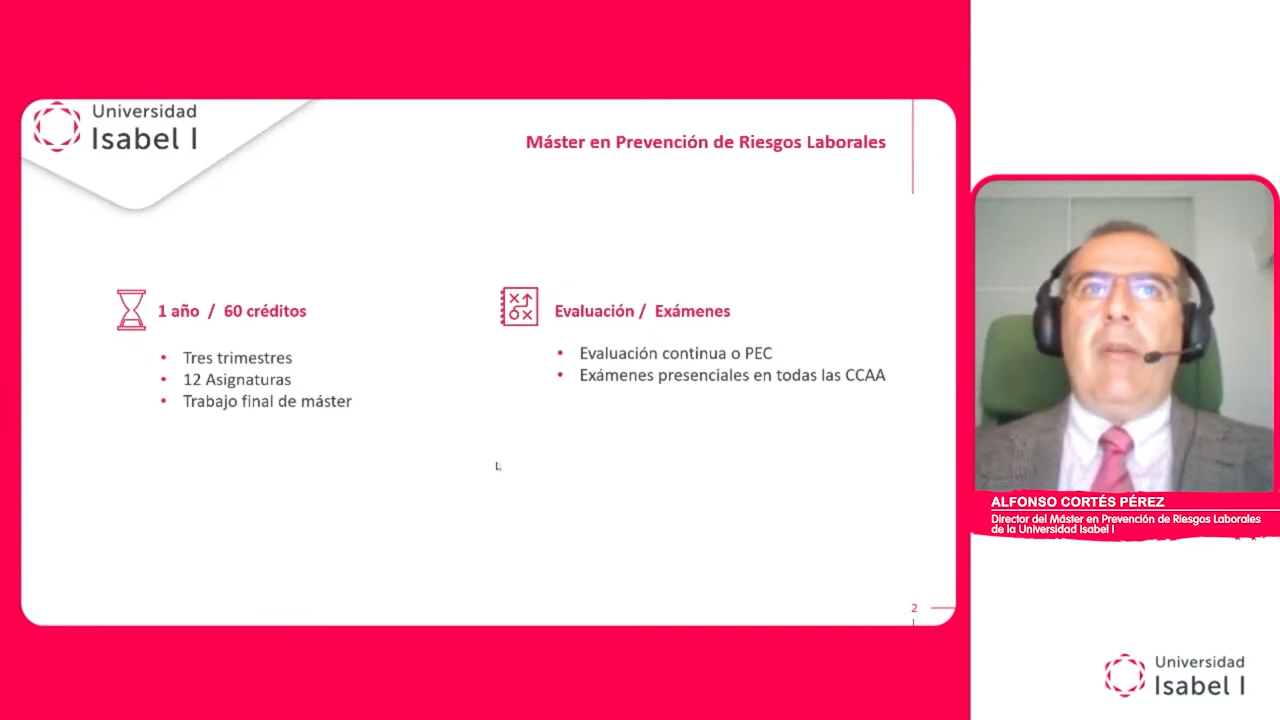 Universidad
Isabel I
Máster en Prevención de Riesgos Laborales
1 año / 60 créditos
• Tres trimestres
• 12 Asignaturas
• Trabajo final de máster
Evaluación / Exámenes
• Evaluación continua o PEC
• Exámenes presenciales en todas las CCAA
2
ALFONSO CORTÉS PÉREZ
Director del Máster en Prevención de Riesgos Laborales
de la Universidad Isabel I
Universidad
Isabel I